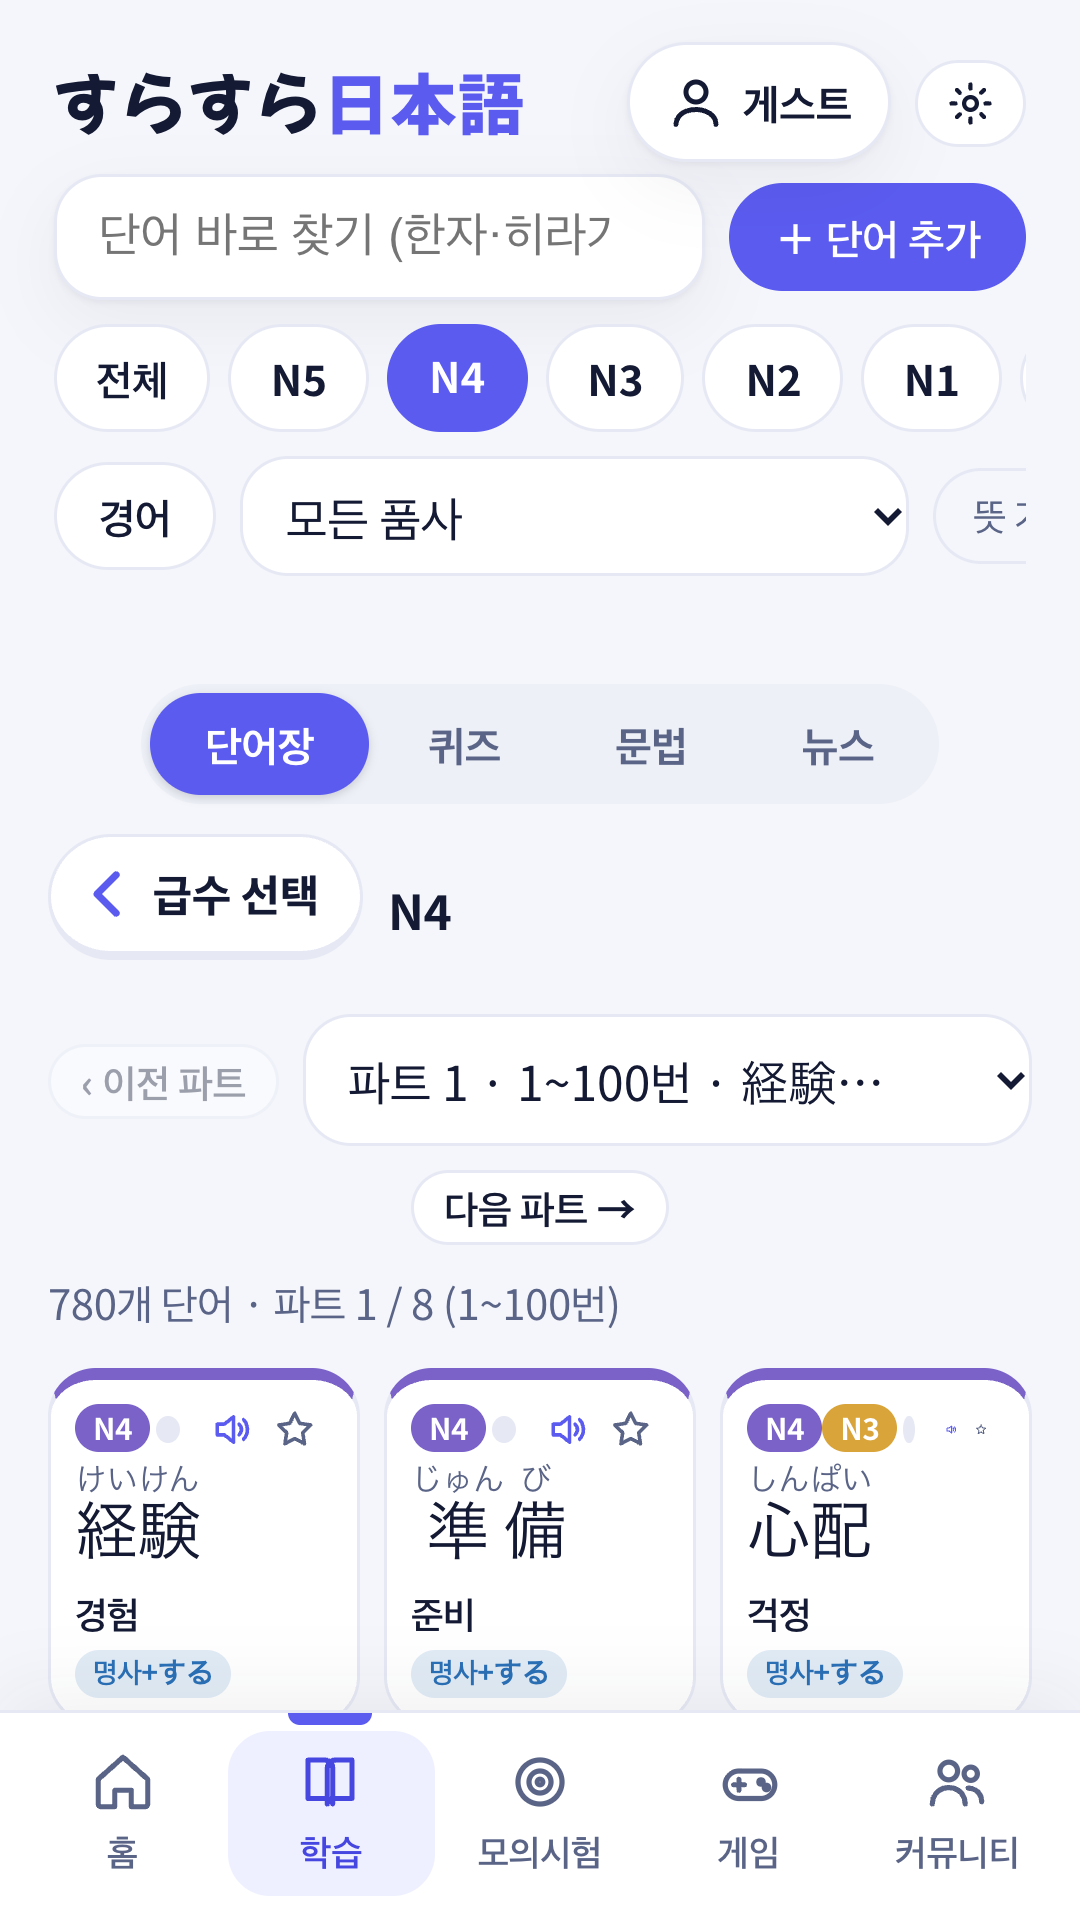 すらすら日本語
게스트
단어 바로 찾기 (한자·히라
+ 단어 추가
전체 N5 N4 N3 N2 N1
경어 모든 품사 뜻
단어장 퀴즈 문법 뉴스
급수 선택 N4
‹ 이전 파트 파트 1 · 1~100번 · 経験…
다음 파트 →
780개 단어 · 파트 1 / 8 (1~100번)
N4 N4 N4 N3
けいけん じゅん び しんぱい
経験 準備 心配
경험 준비 걱정
명사+する 명사+する 명사+する
홈 학습 모의시험 게임 커뮤니티